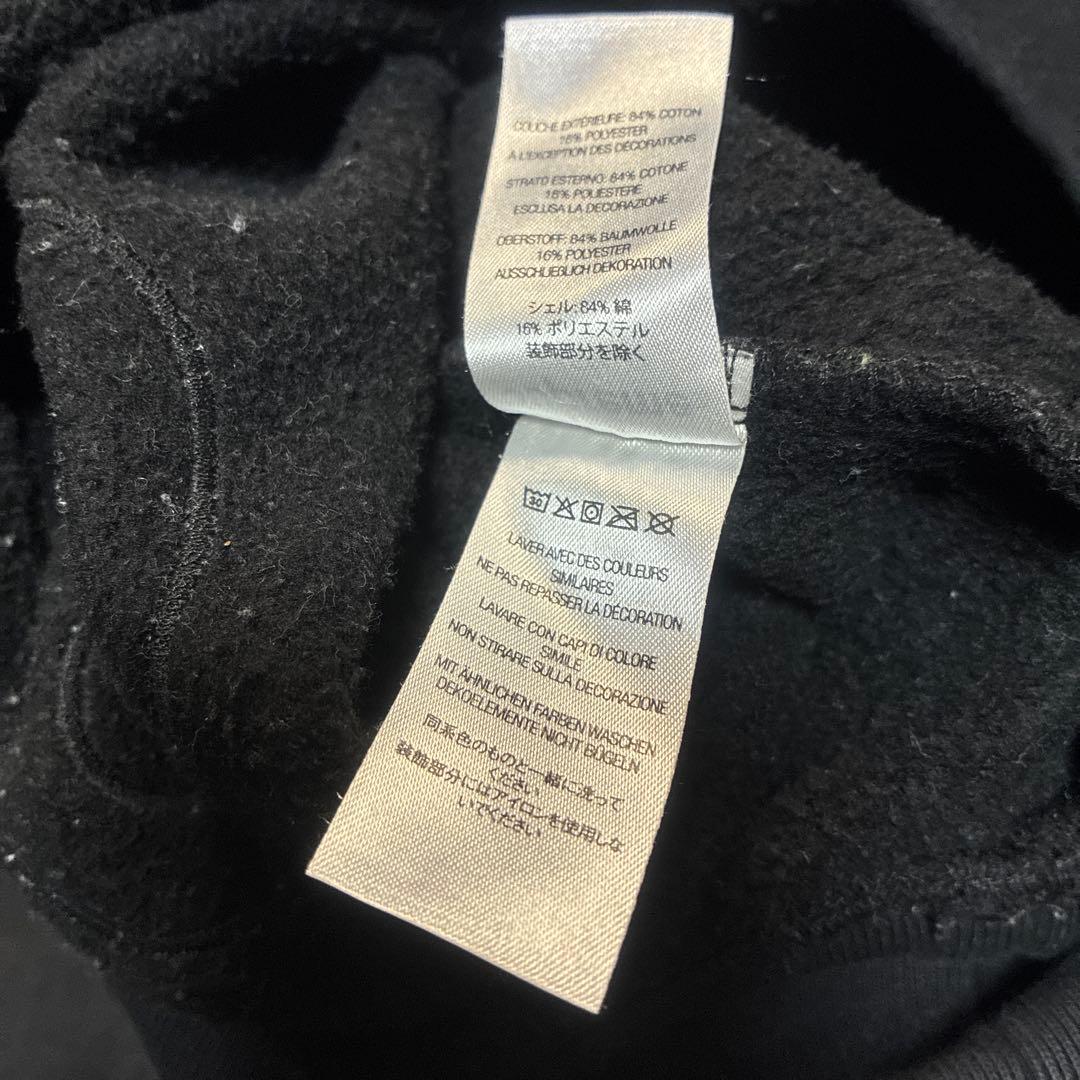 COUCHE EXTÉRIEURE: 84% COTON
16% POLYESTER
A L'EXCEPTION DES DÉCORATIONS
STRATO ESTERNO: 84% COTONE
16% POLIESTERE
ESCLUSA LA DECORAZIONE
OBERSTOFF: 84% BAUMWOLLE
16% POLYESTER
AUSSCHLIEßLICH DEKORATION
シェル: 84% 綿
16% ポリエステル
装飾部分を除く
30
LAVER AVEC DES COULEURS
SIMILAIRES
NE PAS REPASSER LA DÉCORATION
LAVARE CON CAPI DI COLORE
SIMILE
NON STIRARE SULLA DECORAZIONE
MIT ÄHNLICHEN FARBEN WASCHEN
DEKOELEMENTE NICHT BÜGELN
同系色のものと一緒に洗って
ください
装飾部分にはアイロンを使用しな
いでください